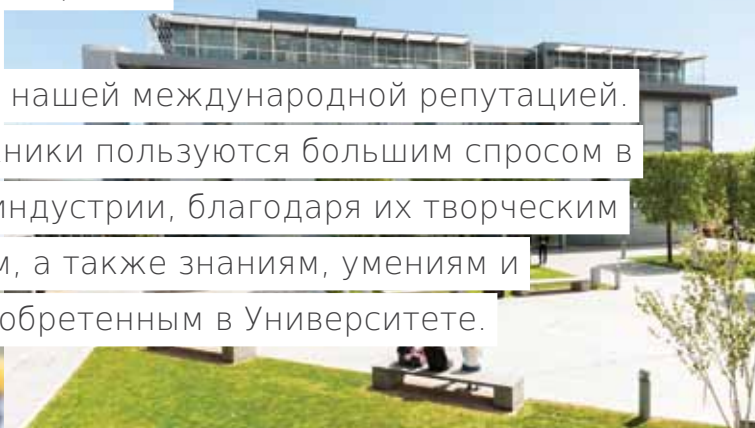 нашей международной репутацией.
ники пользуются большим спросом в
индустрии, благодаря их творческим
м, а также знаниям, умениям и
обретенным в Университете.